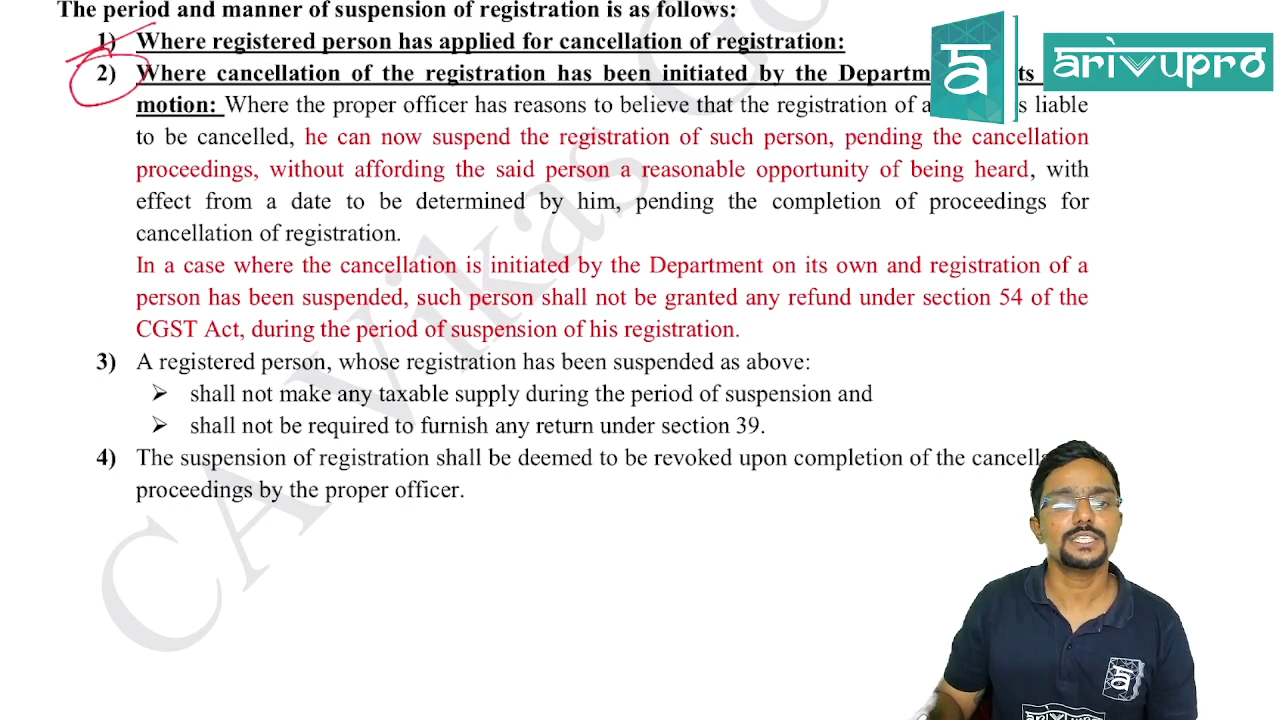 The period and manner of suspension of registration is as follows:
1) Where registered person has applied for cancellation of registration:
2) Where cancellation of the registration has been initiated by the
motion: Where the proper officer has reasons to believe that the registration of a liable
to be cancelled, he can now suspend the registration of such person, pending the cancellation
proceedings, without affording the said person a reasonable opportunity of being heard, with
effect from a date to be determined by him, pending the completion of proceedings for
cancellation of registration.
In a case where the cancellation is initiated by the Department on its own and registration of a
person has been suspended, such person shall not be granted any refund under section 54 of the
CGST Act, during the period of suspension of his registration.
3) A registered person, whose registration has been suspended as above:
➢ shall not make any taxable supply during the period of suspension and
➢ shall not be required to furnish any return under section 39.
4) The suspension of registration shall be deemed to be revoked upon completion of the
proceedings by the proper officer.
arivupro
CA Vikas